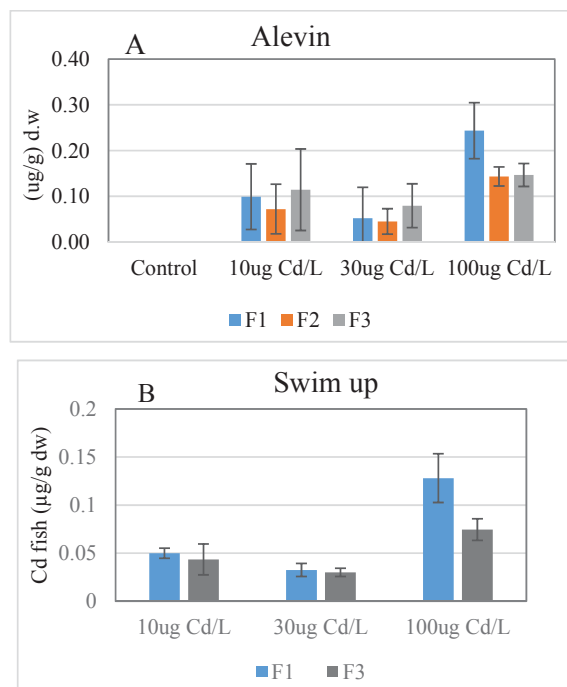 A Alevin
(ug/g) d.w
0.40
0.30
0.20
0.10
0.00
Control 10ug Cd/L 30ug Cd/L 100ug Cd/L
F1 F2 F3
B Swim up
Cd fish (µg/g dw)
0.2
0.15
0.1
0.05
0
10ug Cd/L 30ug Cd/L 100ug Cd/L
F1 F3